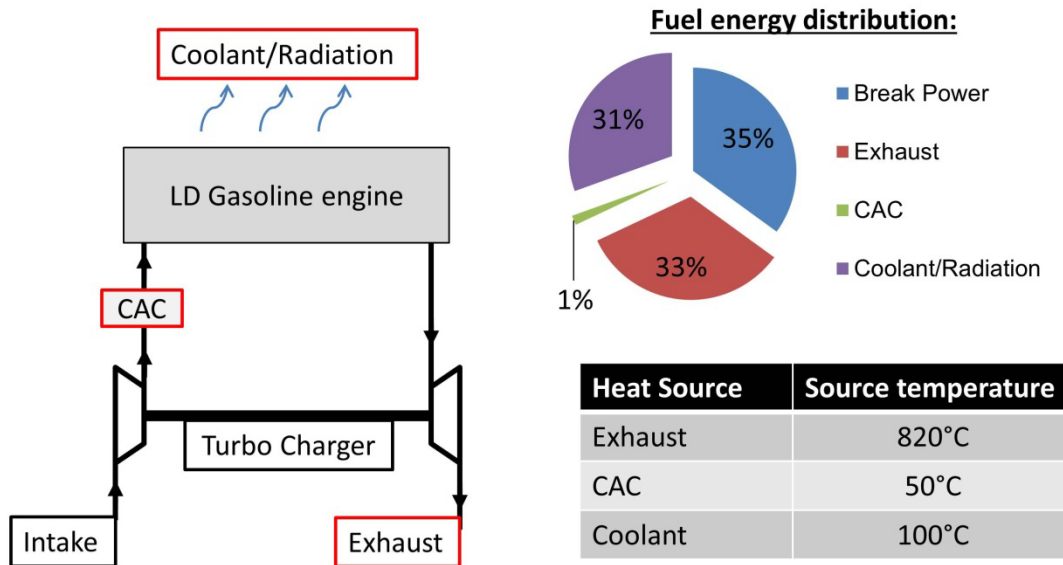 Coolant/Radiation
LD Gasoline engine
CAC
Turbo Charger
Intake
Exhaust
Fuel energy distribution:
31%
35%
33%
1%
Break Power
Exhaust
CAC
Coolant/Radiation
Heat Source Source temperature
Exhaust 820°C
CAC 50°C
Coolant 100°C